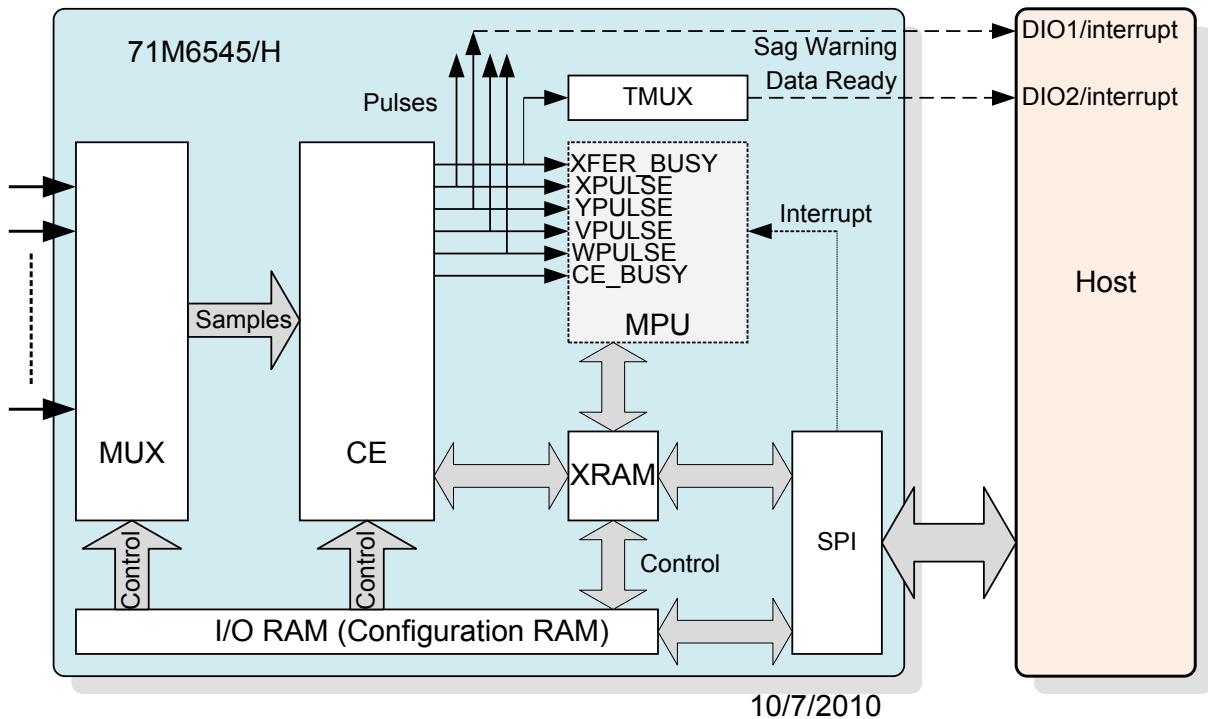 71M6545/H
Sag Warning
DIO1/interrupt
Data Ready
DIO2/interrupt
Pulses
TMUX
XFER_BUSY
XPULSE
YPULSE
VPULSE
WPULSE
CE_BUSY
MPU
Interrupt
Host
Samples
MUX
CE
XRAM
SPI
Control
Control
Control
I/O RAM (Configuration RAM)
10/7/2010